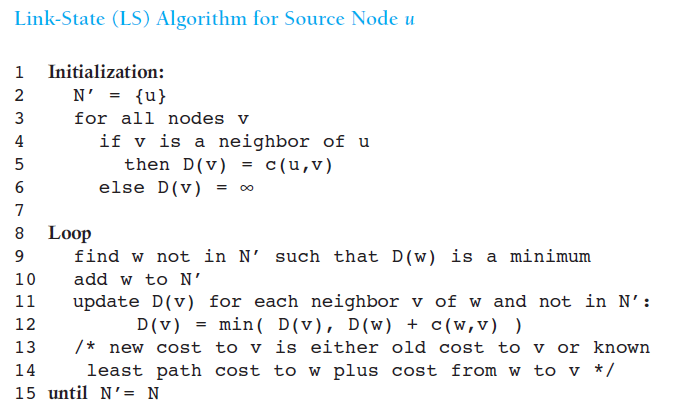 Link-State (LS) Algorithm for Source Node u
1 Initialization:
2 N’ = {u}
3 for all nodes v
4 if v is a neighbor of u
5 then D(v) = c(u,v)
6 else D(v) = ∞
7
8 Loop
9 find w not in N’ such that D(w) is a minimum
10 add w to N’
11 update D(v) for each neighbor v of w and not in N’:
12 D(v) = min( D(v), D(w) + c(w,v) )
13 /* new cost to v is either old cost to v or known
14 least path cost to w plus cost from w to v */
15 until N’= N